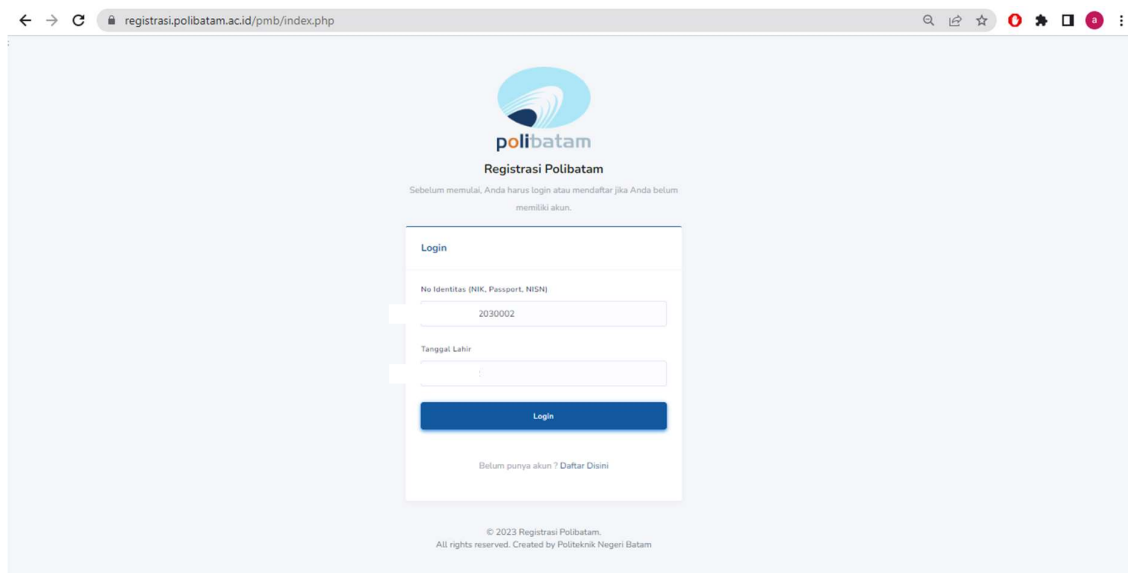 registrasi.polibatam.ac.id/pmb/index.php
a
polibatam
Registrasi Polibatam
Sebelum memulai, Anda harus login atau mendaftar jika Anda belum
memiliki akun.
Login
No Identitas (NIK, Passport, NISN)
2030002
Tanggal Lahir
Login
Belum punya akun ? Daftar Disini
© 2023 Registrasi Polibatam.
All rights reserved. Created by Politeknik Negeri Batam